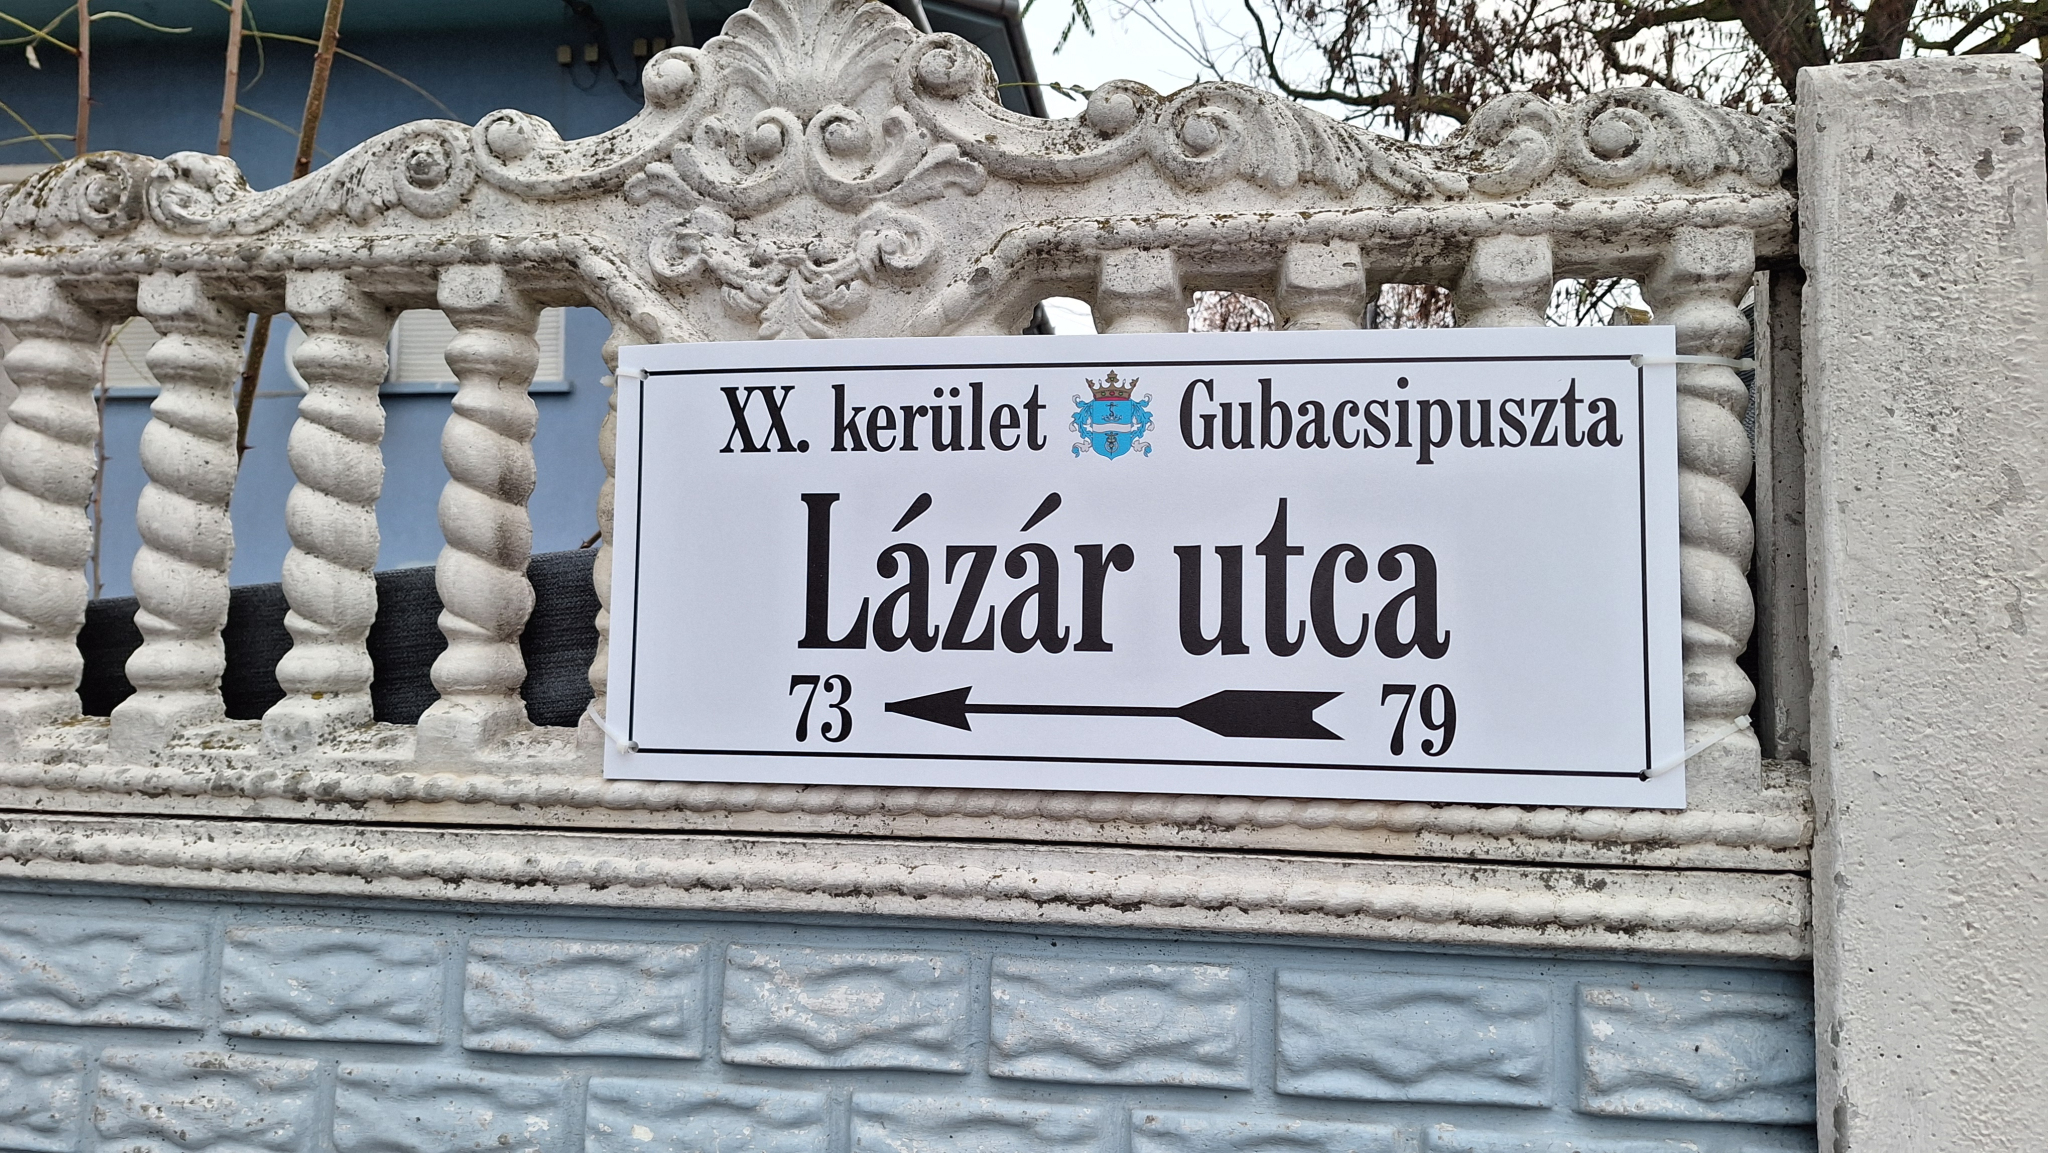 XX. kerület Gubacsipuszta
Lázár utca
73 79